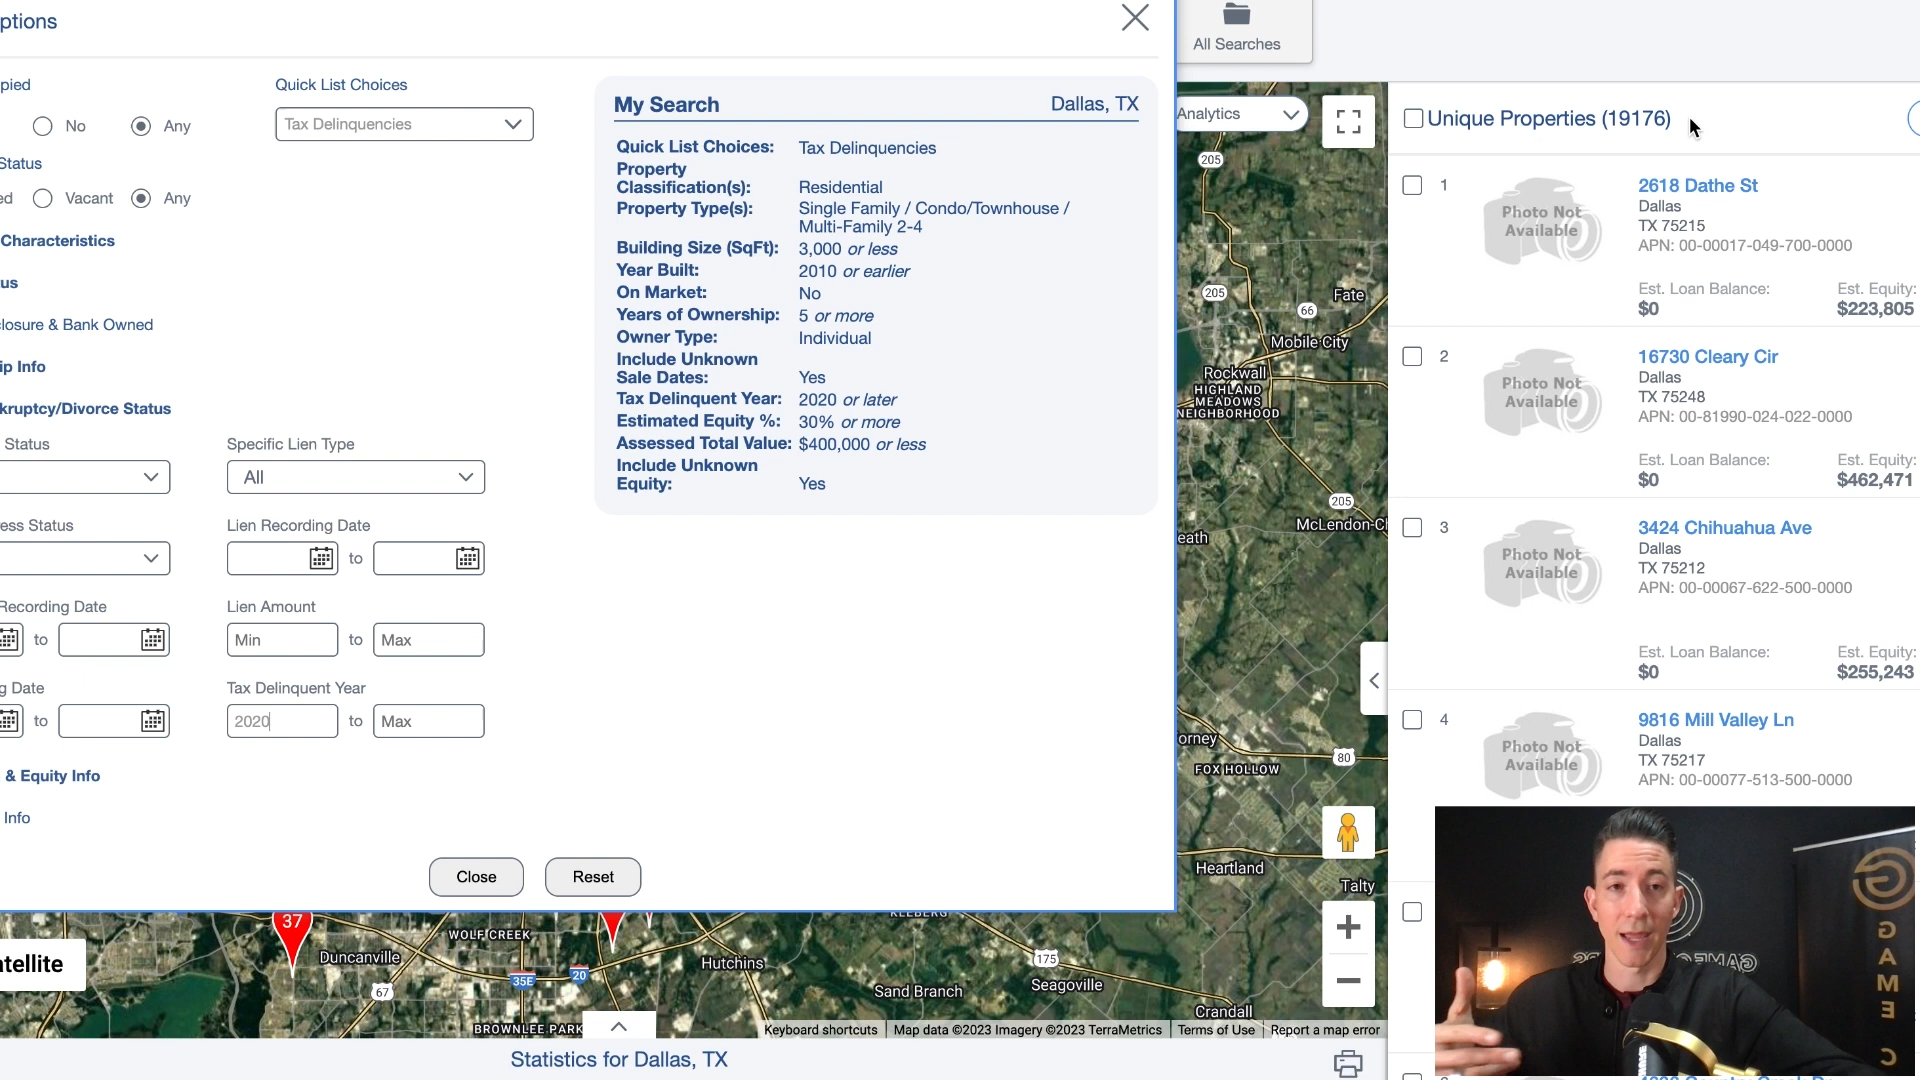 ptions
All Searches
pied
Quick List Choices
No
Any
Tax Delinquencies
Status
ed
Vacant
Any
Characteristics
us
closure & Bank Owned
ip Info
kruptcy/Divorce Status
Status
Specific Lien Type
All
ess Status
Lien Recording Date
to
Recording Date
Lien Amount
to
Min
to
Max
g Date
Tax Delinquent Year
to
2020
to
Max
& Equity Info
Info
Close
Reset
My Search
Dallas, TX
Quick List Choices: Tax Delinquencies
Property
Classification(s): Residential
Property Type(s): Single Family / Condo/Townhouse /
Multi-Family 2-4
Building Size (SqFt): 3,000 or less
Year Built: 2010 or earlier
On Market: No
Years of Ownership: 5 or more
Owner Type: Individual
Include Unknown
Sale Dates: Yes
Tax Delinquent Year: 2020 or later
Estimated Equity %: 30% or more
Assessed Total Value: $400,000 or less
Include Unknown
Equity: Yes
Analytics
205
205
66
Fate
Mobile City
Rockwall
HIGHLAND
MEADOWS
NEIGHBORHOOD
205
McLendon-Ch
eath
orney
80
FOX HOLLOW
Heartland
Talty
KLEBERG
37
WOLF CREEK
Duncanville
67
35E
20
Hutchins
175
Sand Branch
Seagoville
Crandall
BROWNLEE PARK
atellite
Keyboard shortcuts
Map data ©2023 Imagery ©2023 TerraMetrics
Terms of Use
Report a map error
Statistics for Dallas, TX
Unique Properties (19176)
1
Photo Not
Available
2618 Dathe St
Dallas
TX 75215
APN: 00-00017-049-700-0000
Est. Loan Balance:
$0
Est. Equity:
$223,805
2
Photo Not
Available
16730 Cleary Cir
Dallas
TX 75248
APN: 00-81990-024-022-0000
Est. Loan Balance:
$0
Est. Equity:
$462,471
3
Photo Not
Available
3424 Chihuahua Ave
Dallas
TX 75212
APN: 00-00067-622-500-0000
Est. Loan Balance:
$0
Est. Equity:
$255,243
4
Photo Not
Available
9816 Mill Valley Ln
Dallas
TX 75217
APN: 00-00077-513-500-0000
G
A
M
E